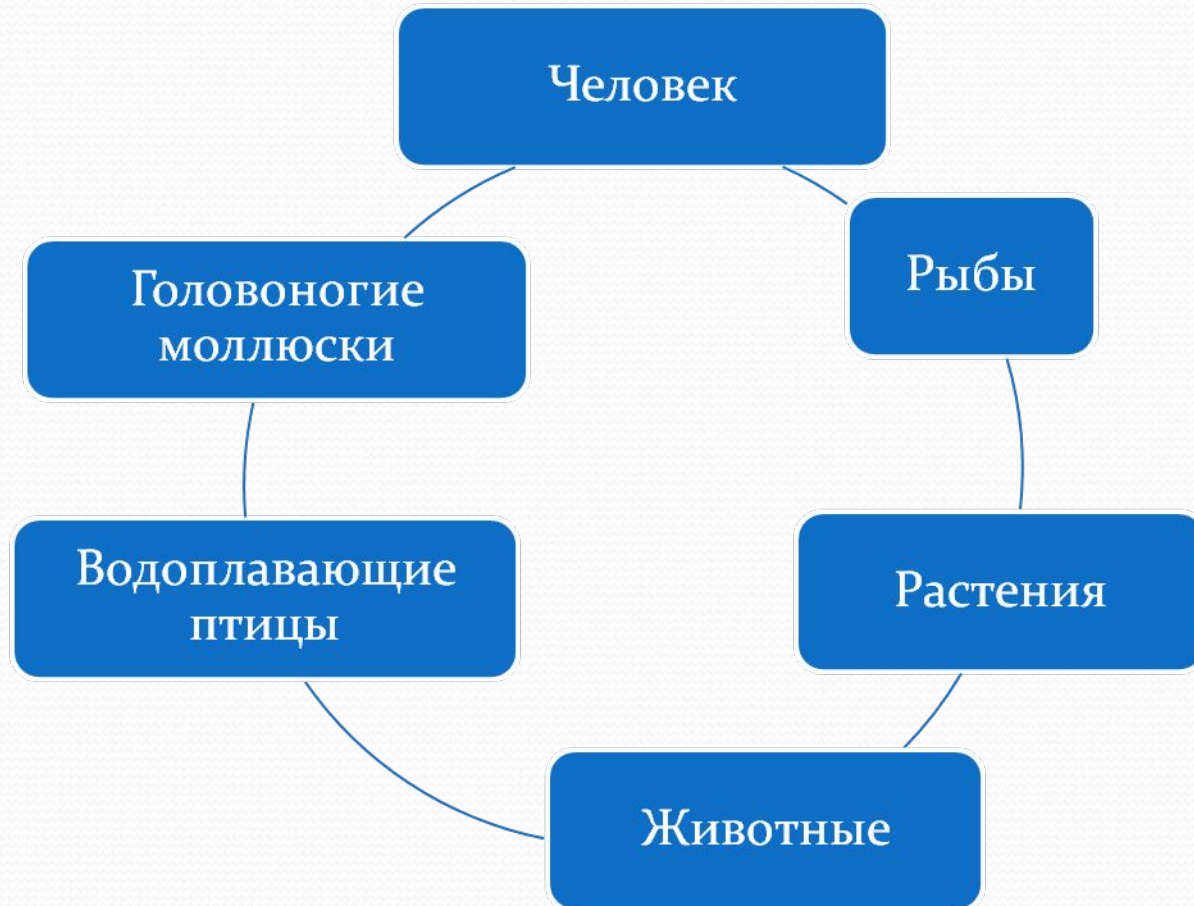 Человек
Рыбы
Головоногие
моллюски
Водоплавающие
птицы
Растения
Животные